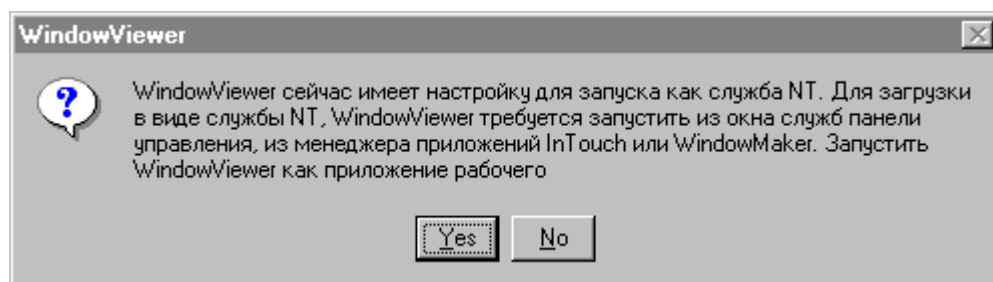 WindowViewer
WindowViewer сейчас имеет настройку для запуска как служба NT. Для загрузки
в виде службы NT, WindowViewer требуется запустить из окна служб панели
управления, из менеджера приложений InTouch или WindowMaker. Запустить
WindowViewer как приложение рабочего
Yes No